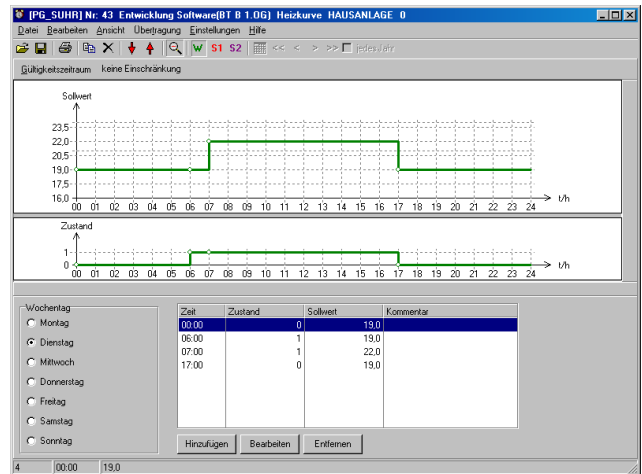 [PG_SUHR] Nr: 43 Entwicklung Software(BT B 1.OG) Heizkurve HAUSANLAGE 0
Datei Bearbeiten Ansicht Übertragung Einstellungen Hilfe
W S1 S2 << < > >> jedes Jahr
Gültigkeitszeitraum keine Einschränkung
Sollwert
23,5
22,0
20,5
19,0
17,5
16,0
00 01 02 03 04 05 06 07 08 09 10 11 12 13 14 15 16 17 18 19 20 21 22 23 24 t/h
Zustand
1
0
00 01 02 03 04 05 06 07 08 09 10 11 12 13 14 15 16 17 18 19 20 21 22 23 24 t/h
Wochentag
Montag
Dienstag
Mittwoch
Donnerstag
Freitag
Samstag
Sonntag
Zeit Zustand Sollwert Kommentar
00:00 0 19,0
06:00 1 19,0
07:00 1 22,0
17:00 0 19,0
Hinzufügen Bearbeiten Entfernen
4 00:00 19,0